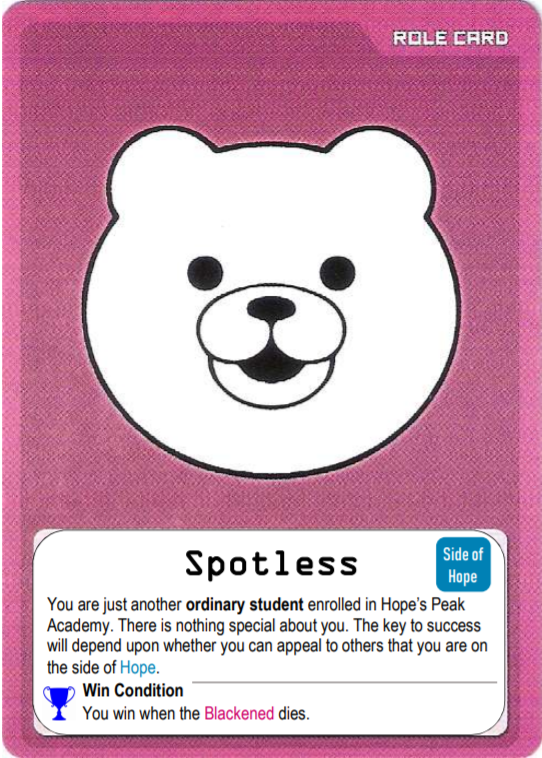 ROLE CARD
Spotless
Side of
Hope
You are just another ordinary student enrolled in Hope's Peak
Academy. There is nothing special about you. The key to success
will depend upon whether you can appeal to others that you are on
the side of Hope.
Win Condition
You win when the Blackened dies.